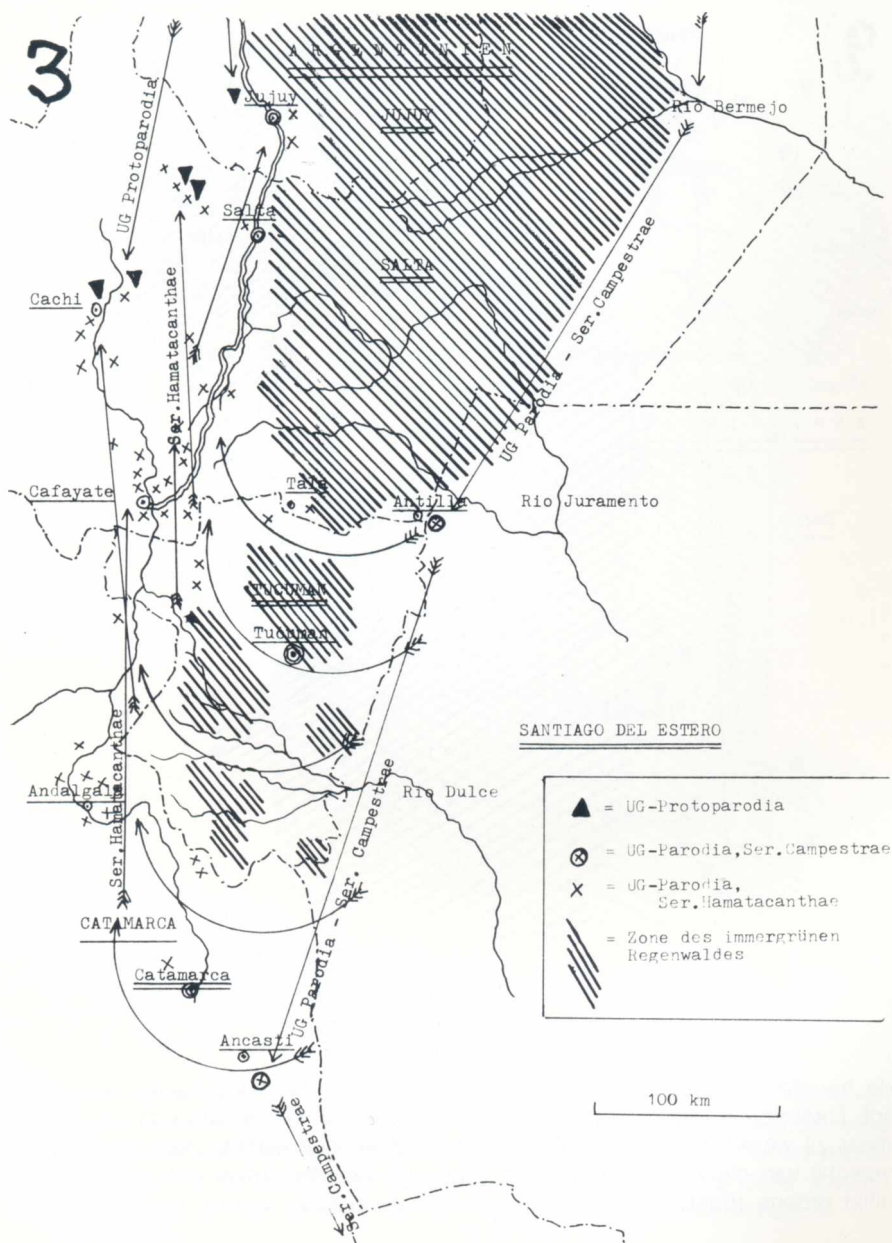 3
ARGENTINIEN
Jujuy
JUJUY
Rio Bermejo
UG Protoparodia
Salta
SALTA
Cachi
Ser.Hamatacanthae
UG Parodia - Ser.Campestrae
Cafayate
Tala
Antilla
Rio Juramento
TUCUMAN
Tucuman
SANTIAGO DEL ESTERO
Ser.Hamatacanthae
Andalgala
Rio Dulce
UG Parodia - Ser. Campestrae
CATAMARCA
Catamarca
Ancasti
Ser.Campestrae
= UG-Protoparodia
= UG-Parodia,Ser.Campestrae
= UG-Parodia,
Ser.Hamatacanthae
= Zone des immergrünen
Regenwaldes
100 km